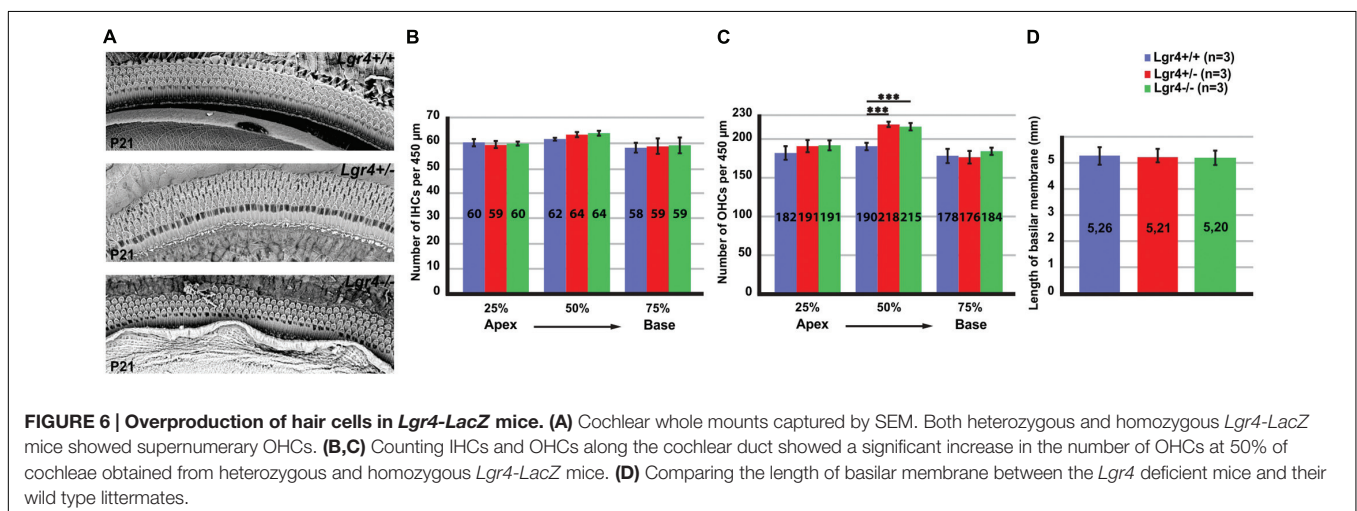 A
B
C
D
Lgr4+/+ (n=3)
Lgr4+/- (n=3)
Lgr4-/- (n=3)
Lgr4+/+
P21
Lgr4+/-
P21
Lgr4-/-
P21
Number of IHCs per 450 µm
70
60
50
40
30
20
10
0
60 59 60 62 64 64 58 59 59
25% 50% 75%
Apex Base
Number of OHCs per 450 µm
230
200
150
100
50
0
***
***
182 191 191 190 218 215 178 176 184
25% 50% 75%
Apex Base
Length of basilar membrane (mm)
5
4
3
2
1
0
5,26 5,21 5,20
FIGURE 6 | Overproduction of hair cells in Lgr4-LacZ mice. (A) Cochlear whole mounts captured by SEM. Both heterozygous and homozygous Lgr4-LacZ
mice showed supernumerary OHCs. (B,C) Counting IHCs and OHCs along the cochlear duct showed a significant increase in the number of OHCs at 50% of
cochleae obtained from heterozygous and homozygous Lgr4-LacZ mice. (D) Comparing the length of basilar membrane between the Lgr4 deficient mice and their
wild type littermates.